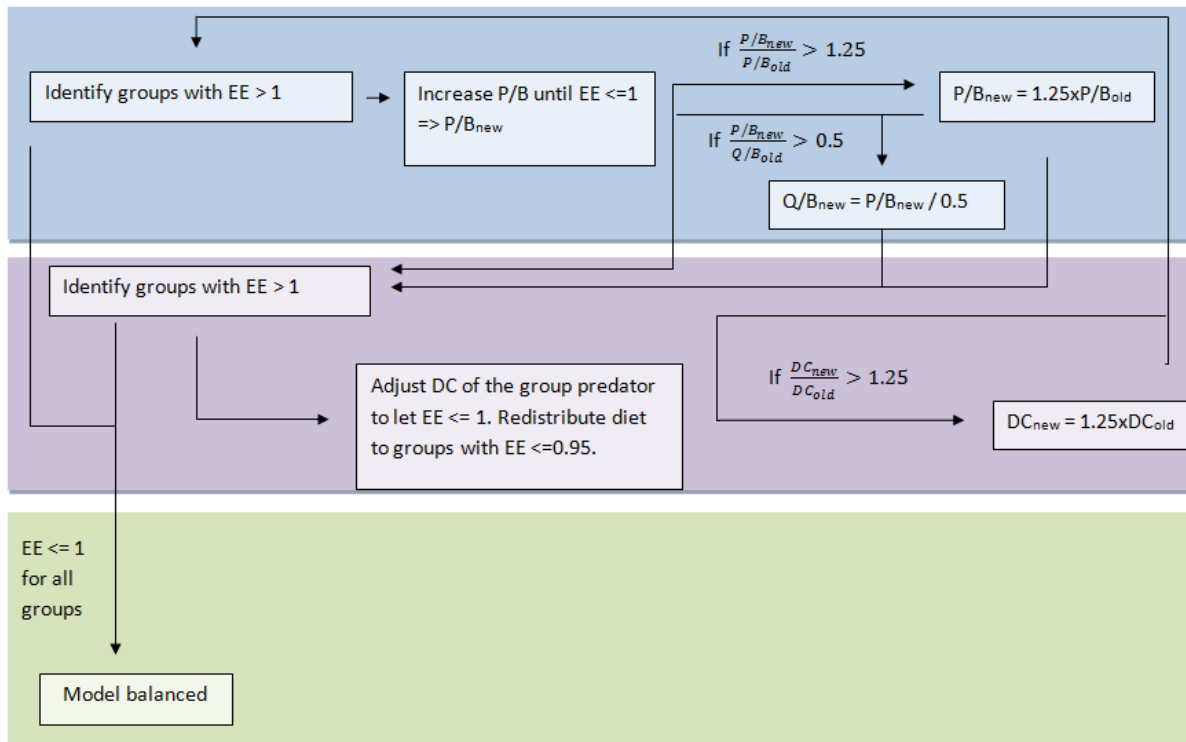 Identify groups with EE > 1
Increase P/B until EE <=1
=> P/Bnew
If P/Bnew / P/Bold > 1.25
P/Bnew = 1.25xP/Bold
If P/Bnew / Q/Bold > 0.5
Q/Bnew = P/Bnew / 0.5
Identify groups with EE > 1
Adjust DC of the group predator
to let EE <= 1. Redistribute diet
to groups with EE <=0.95.
If DCnew / DCold > 1.25
DCnew = 1.25xDCold
EE <= 1
for all
groups
Model balanced